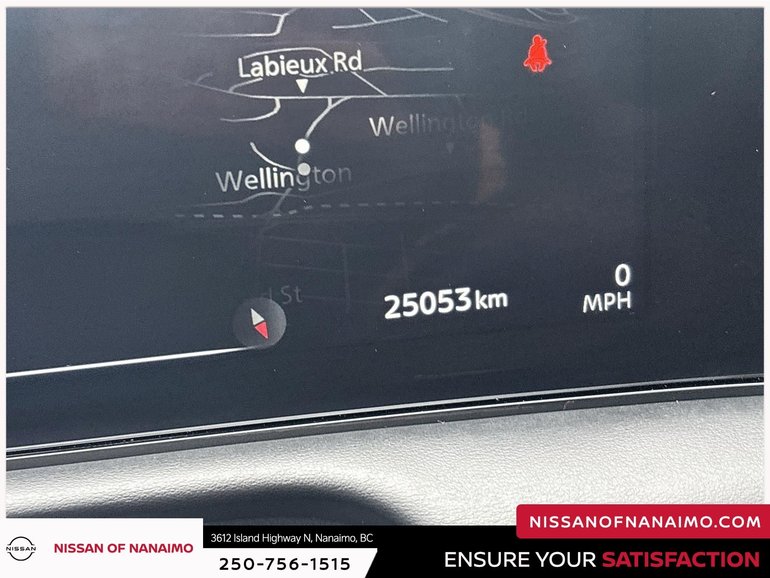 Labieux Rd
Wellington Rd
Wellington
St
25053 km
0
MPH
NISSANOFNANAIMO.COM
NISSAN
NISSAN OF NANAIMO
3612 Island Highway N, Nanaimo, BC
250-756-1515
ENSURE YOUR SATISFACTION